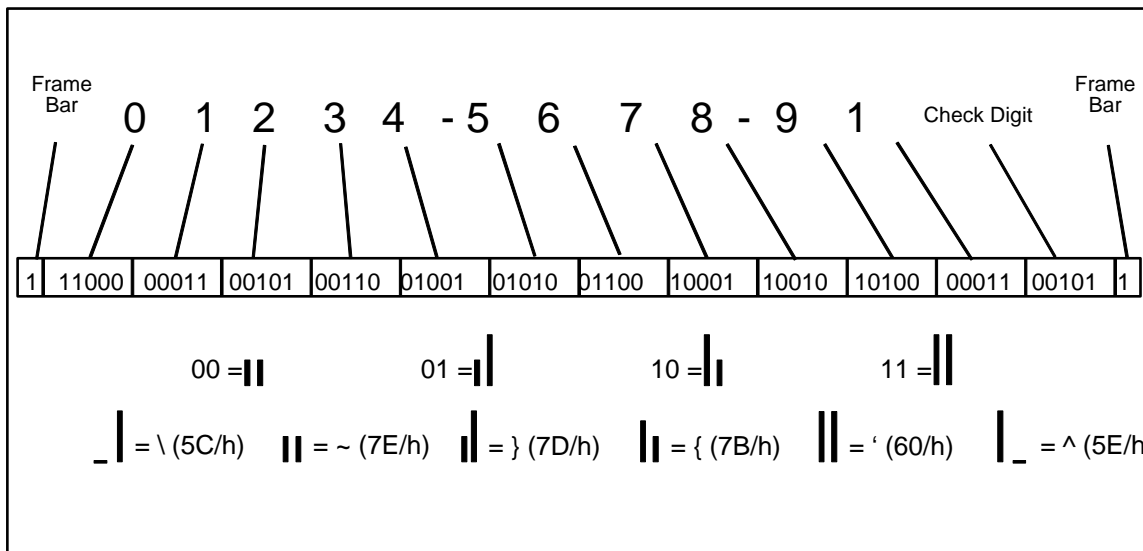 Frame
Bar
0 1 2 3 4 - 5 6 7 8 - 9 1
Check Digit
Frame
Bar
1 11000 00011 00101 00110 01001 01010 01100 10001 10010 10100 00011 00101 1
00 = 01 = 10 = 11 =
_ = \ (5C/h) = ~ (7E/h) = } (7D/h) = { (7B/h) = ‘ (60/h) _ = ^ (5E/h